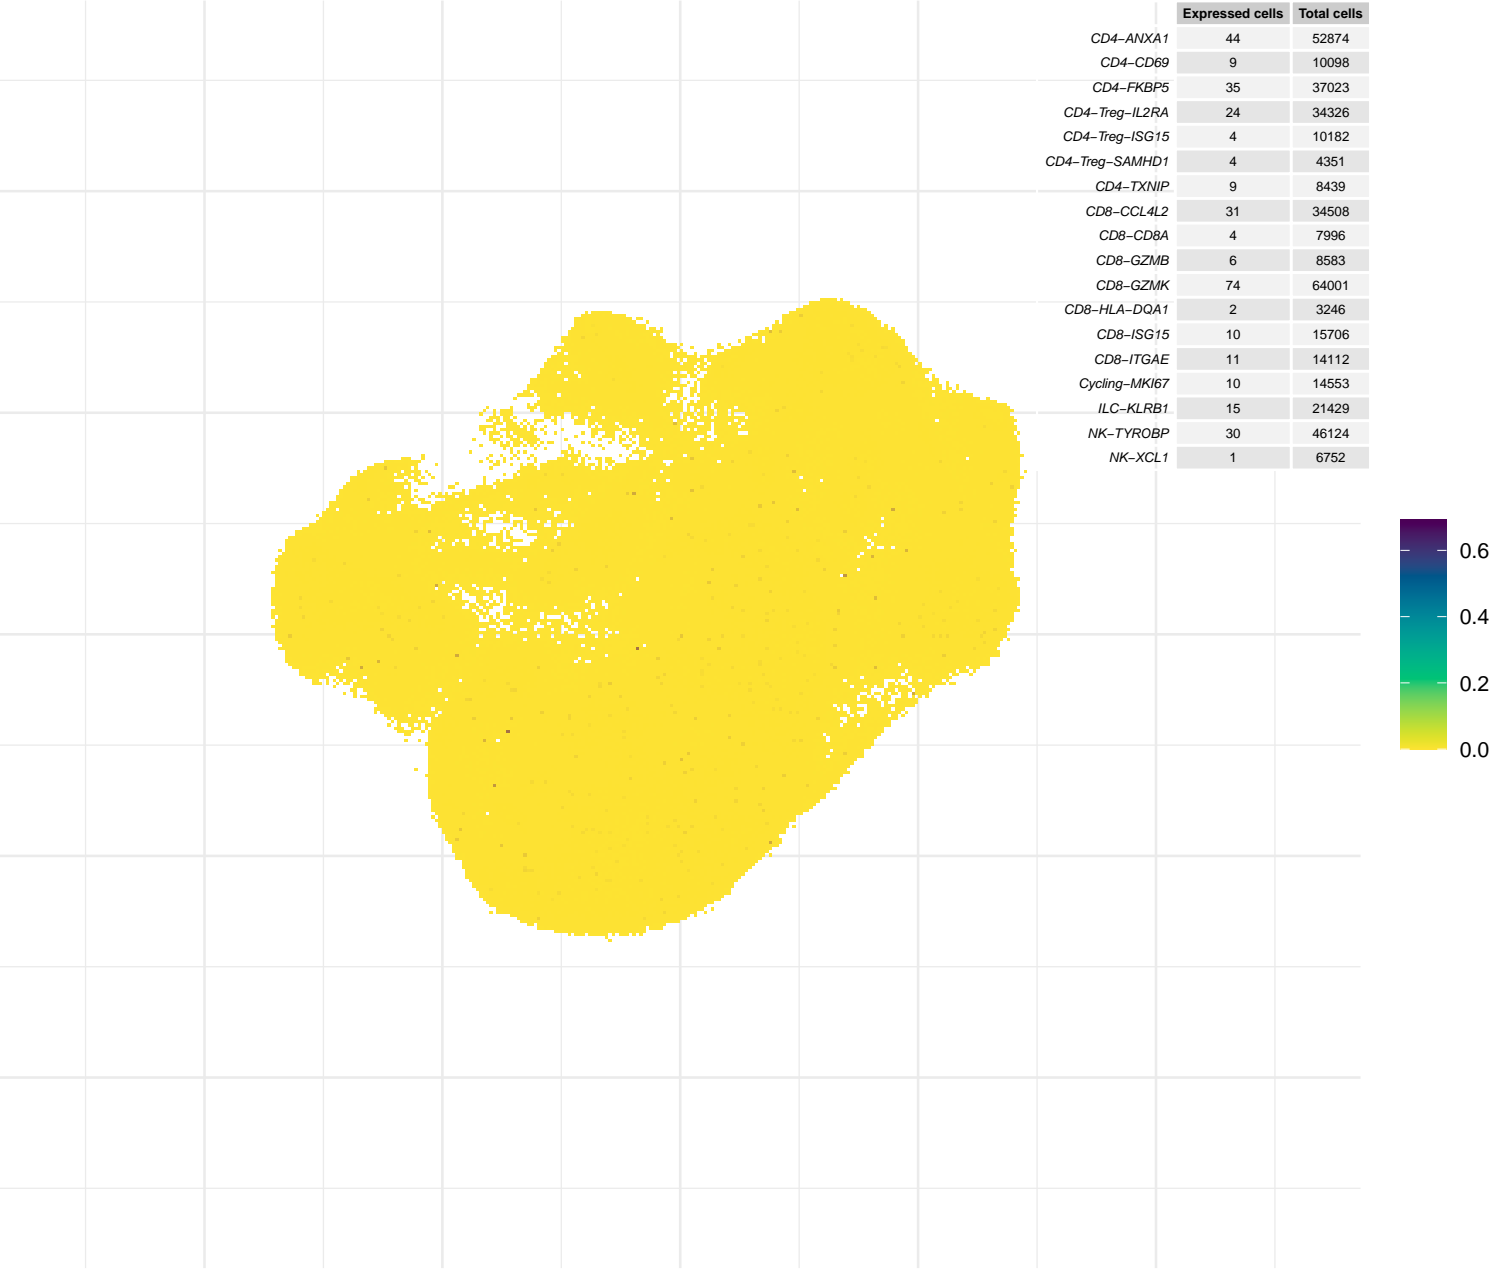 Expressed cells Total cells
CD4−ANXA1 44 52874
CD4−CD69 9 10098
CD4−FKBP5 35 37023
CD4−Treg−IL2RA 24 34326
CD4−Treg−ISG15 4 10182
CD4−Treg−SAMHD1 4 4351
CD4−TXNIP 9 8439
CD8−CCL4L2 31 34508
CD8−CD8A 4 7996
CD8−GZMB 6 8583
CD8−GZMK 74 64001
CD8−HLA−DQA1 2 3246
CD8−ISG15 10 15706
CD8−ITGAE 11 14112
Cycling−MKI67 10 14553
ILC−KLRB1 15 21429
NK−TYROBP 30 46124
NK−XCL1 1 6752
0.6
0.4
0.2
0.0